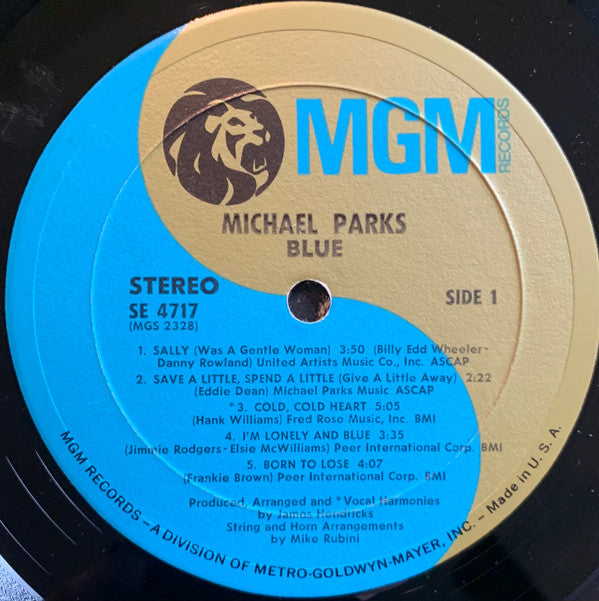 MGM
RECORDS
MICHAEL PARKS
BLUE
STEREO
SE 4717
(MGS 2328)
SIDE 1
1. SALLY (Was A Gentle Woman) 3:50 (Billy Edd Wheeler-
Danny Rowland) United Artists Music Co., Inc. ASCAP
2. SAVE A LITTLE, SPEND A LITTLE (Give A Little Away) 2:22
(Eddie Dean) Michael Parks Music ASCAP
*3. COLD, COLD HEART 5:05
(Hank Williams) Fred Rose Music, Inc. BMI
4. I'M LONELY AND BLUE 3:35
(Jimmie Rodgers-Elsie McWilliams) Peer International Corp. BMI
5. BORN TO LOSE 4:07
(Frankie Brown) Peer International Corp. BMI
Produced, Arranged and *Vocal Harmonies
by James Hendricks
String and Horn Arrangements
by Mike Rubini
MGM RECORDS – A DIVISION OF METRO-GOLDWYN-MAYER, INC. – Made in U. S. A.